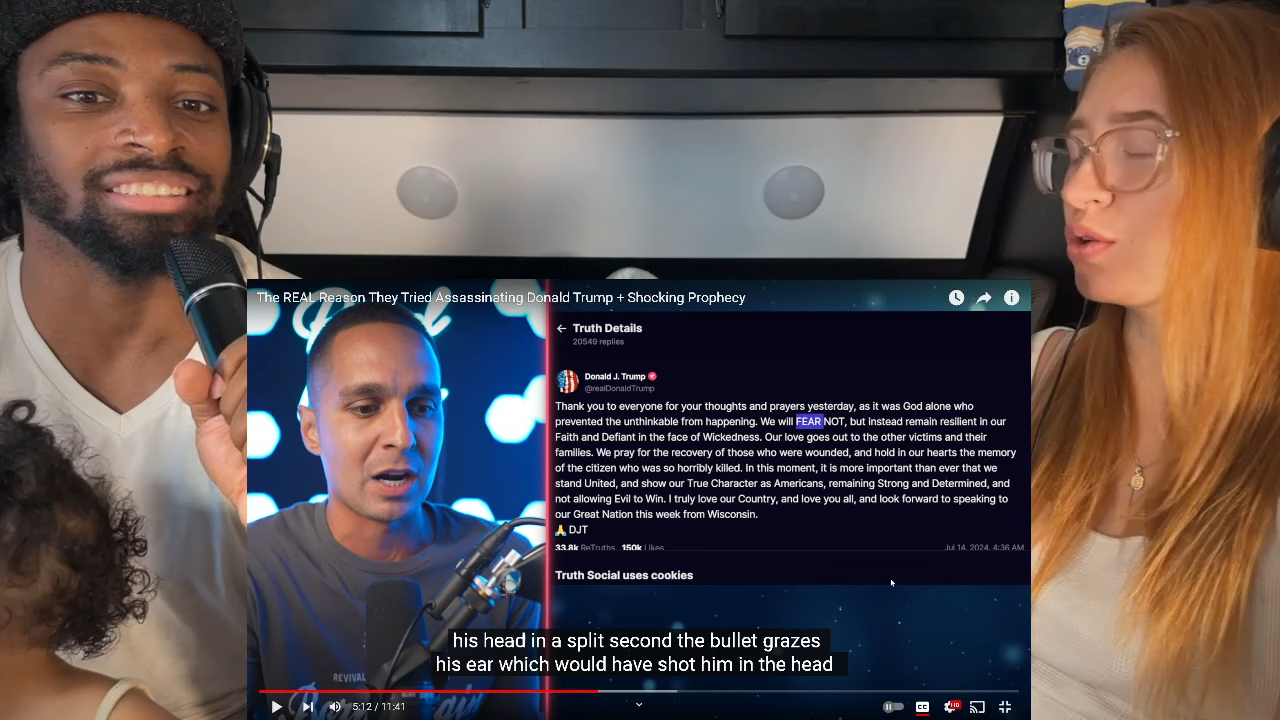 The REAL Reason They Tried Assassinating Donald Trump + Shocking Prophecy
Truth Details
20549 replies
Donald J. Trump
@realDonaldTrump
Thank you to everyone for your thoughts and prayers yesterday, as it was God alone who
prevented the unthinkable from happening. We will FEAR NOT, but instead remain resilient in our
Faith and Defiant in the face of Wickedness. Our love goes out to the other victims and their
families. We pray for the recovery of those who were wounded, and hold in our hearts the memory
of the citizen who was so horribly killed. In this moment, it is more important than ever that we
stand United, and show our True Character as Americans, remaining Strong and Determined, and
not allowing Evil to Win. I truly love our Country, and love you all, and look forward to speaking to
our Great Nation this week from Wisconsin.
🙏 DJT
33.8k ReTruths 150k Likes
Jul 14, 2024, 4:36 AM
Truth Social uses cookies
his head in a split second the bullet grazes
his ear which would have shot him in the head
REVIVAL
5:12 / 11:41
CC